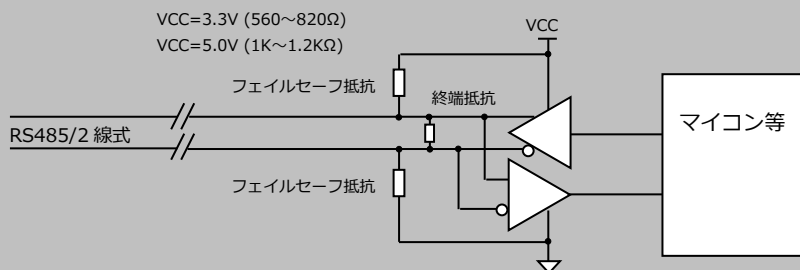 VCC=3.3V (560～820Ω)
VCC=5.0V (1K～1.2KΩ)
VCC
フェイルセーフ抵抗
終端抵抗
マイコン等
RS485/2 線式
フェイルセーフ抵抗